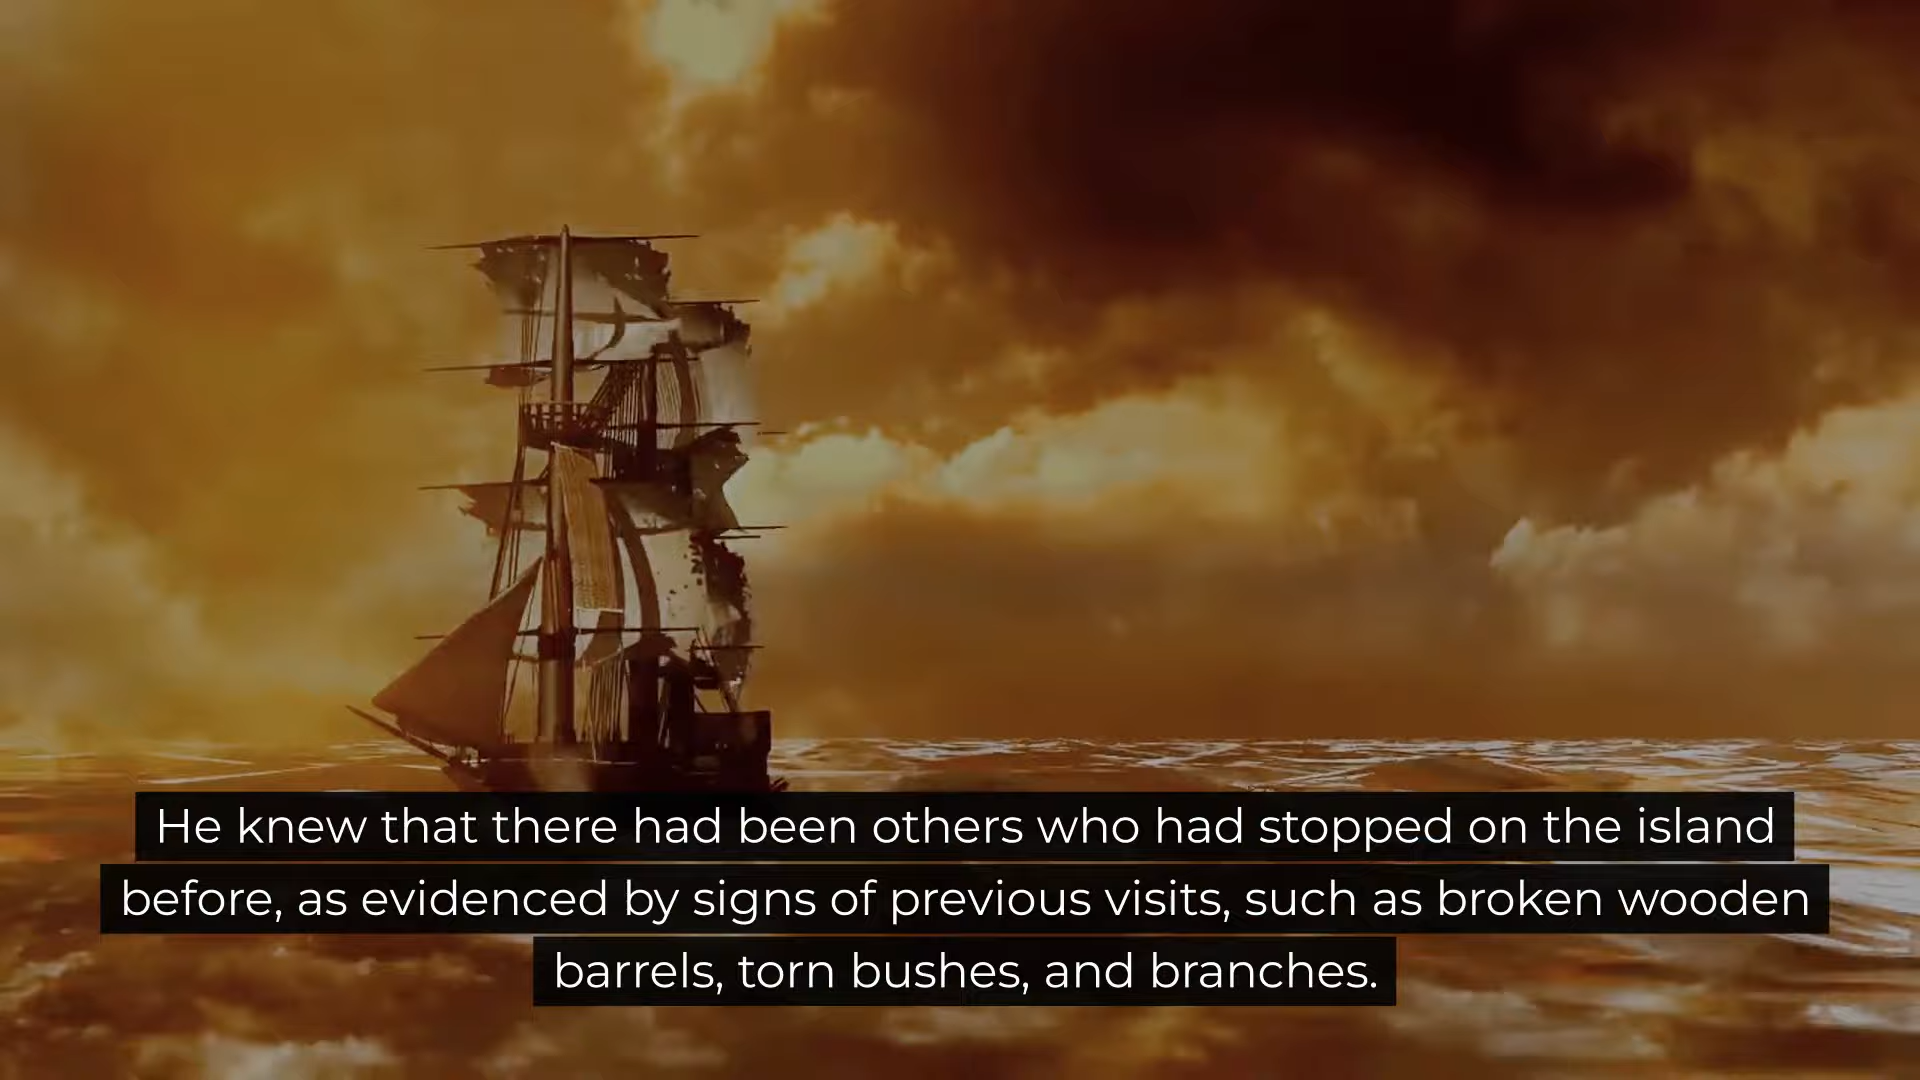 He knew that there had been others who had stopped on the island
before, as evidenced by signs of previous visits, such as broken wooden
barrels, torn bushes, and branches.